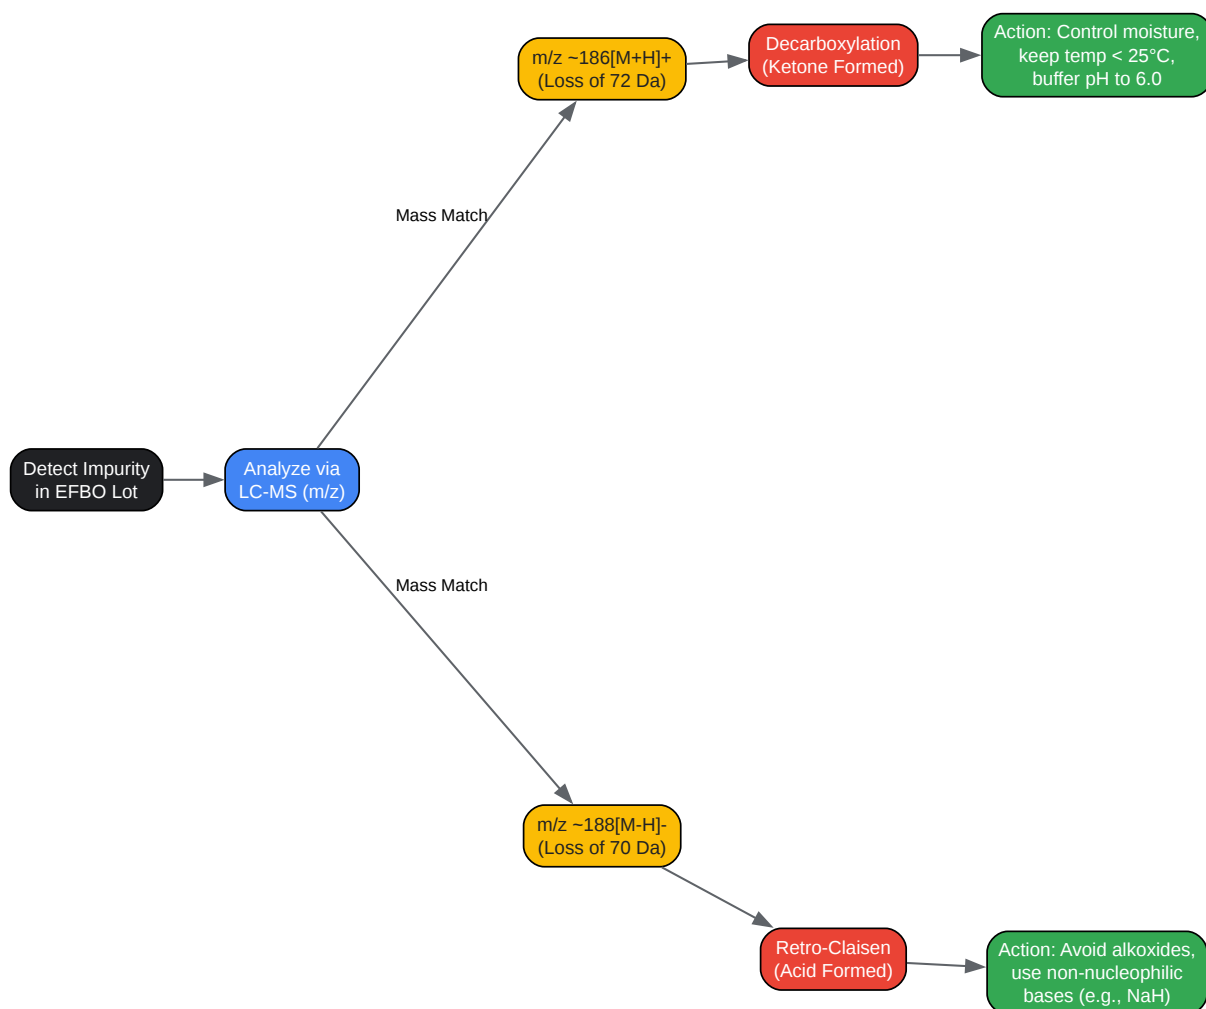 Detect Impurity
in EFBO Lot
Analyze via
LC-MS (m/z)
Mass Match
m/z ~186[M+H]+
(Loss of 72 Da)
Decarboxylation
(Ketone Formed)
Action: Control moisture,
keep temp < 25°C,
buffer pH to 6.0
Mass Match
m/z ~188[M-H]-
(Loss of 70 Da)
Retro-Claisen
(Acid Formed)
Action: Avoid alkoxides,
use non-nucleophilic
bases (e.g., NaH)